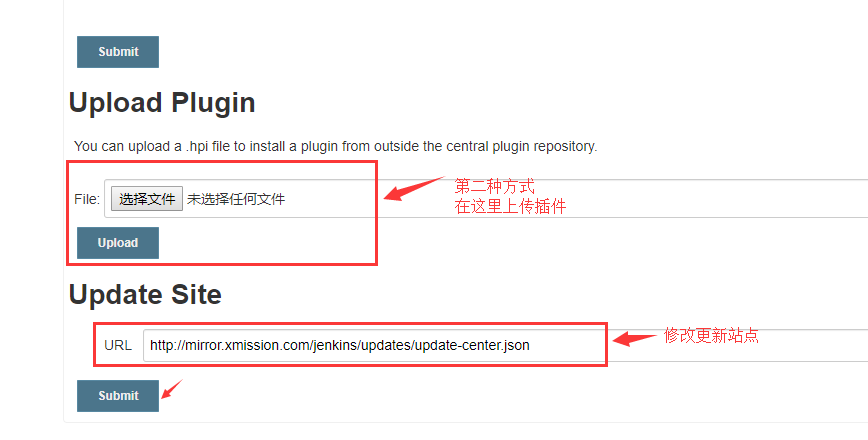 Submit
Upload Plugin
You can upload a .hpi file to install a plugin from outside the central plugin repository.
File: 选择文件 未选择任何文件
第二种方式
在这里上传插件
Upload
Update Site
URL http://mirror.xmission.com/jenkins/updates/update-center.json
修改更新站点
Submit